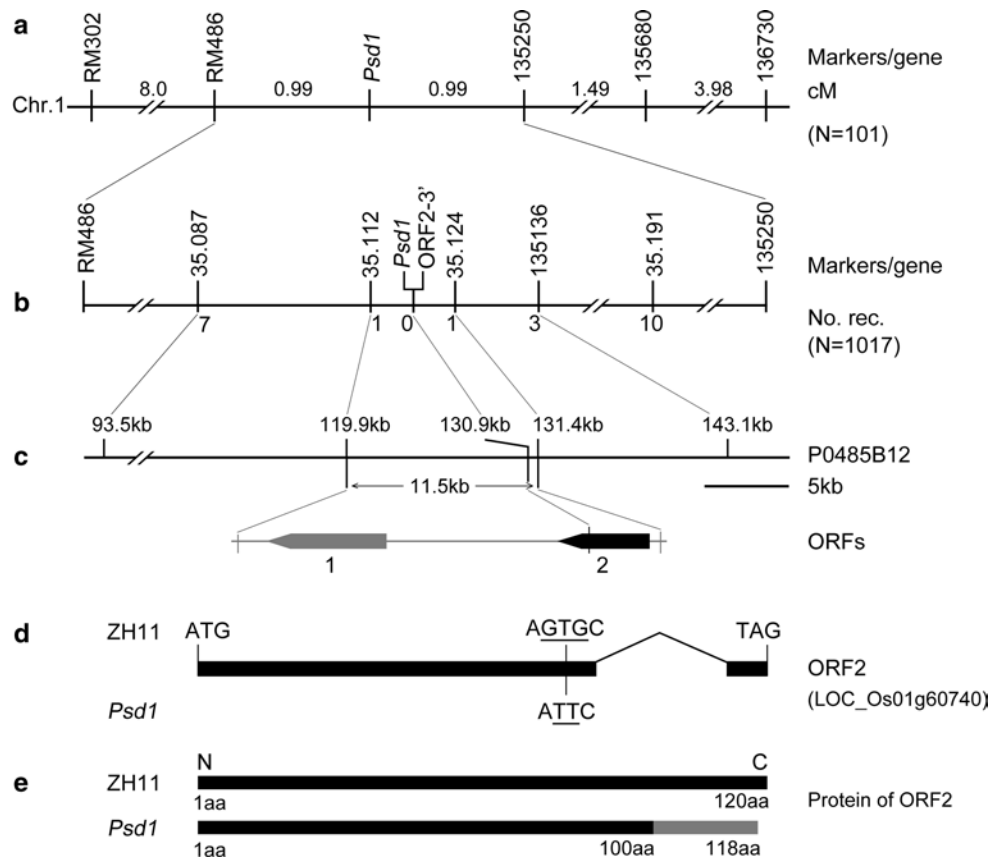 a
RM302
RM486
Psd1
135250
135680
136730
Markers/gene
Chr.1
8.0
0.99
0.99
1.49
3.98
cM
(N=101)
b
RM486
35.087
35.112
Psd1
ORF2-3'
35.124
135136
35.191
135250
Markers/gene
7
1
0
1
3
10
No. rec.
(N=1017)
c
93.5kb
119.9kb
130.9kb
131.4kb
143.1kb
P0485B12
11.5kb
5kb
1
2
ORFs
d
ZH11
ATG
AGTGC
TAG
ORF2
(LOC_Os01g60740)
Psd1
ATTC
e
N
C
ZH11
1aa
120aa
Protein of ORF2
Psd1
1aa
100aa
118aa